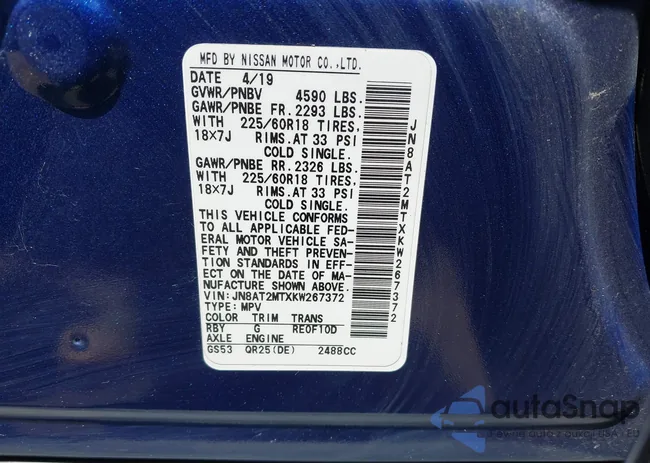 MFD BY NISSAN MOTOR CO.,LTD.
DATE 4/19
GVWR/PNBV 4590 LBS.
GAWR/PNBE FR. 2293 LBS.
WITH 225/60R18 TIRES,
18X7J RIMS.AT 33 PSI
COLD SINGLE.
GAWR/PNBE RR. 2326 LBS.
WITH 225/60R18 TIRES,
18X7J RIMS.AT 33 PSI
COLD SINGLE.
THIS VEHICLE CONFORMS
TO ALL APPLICABLE FED-
ERAL MOTOR VEHICLE SA-
FETY AND THEFT PREVEN-
TION STANDARDS IN EFF-
ECT ON THE DATE OF MA-
NUFACTURE SHOWN ABOVE.
VIN: JN8AT2MTXKW267372
TYPE: MPV
COLOR TRIM TRANS
RBY G RE0F10D
AXLE ENGINE
GS53 QR25(DE) 2488CC
JN8AT2MTXKW267372
autoSnap